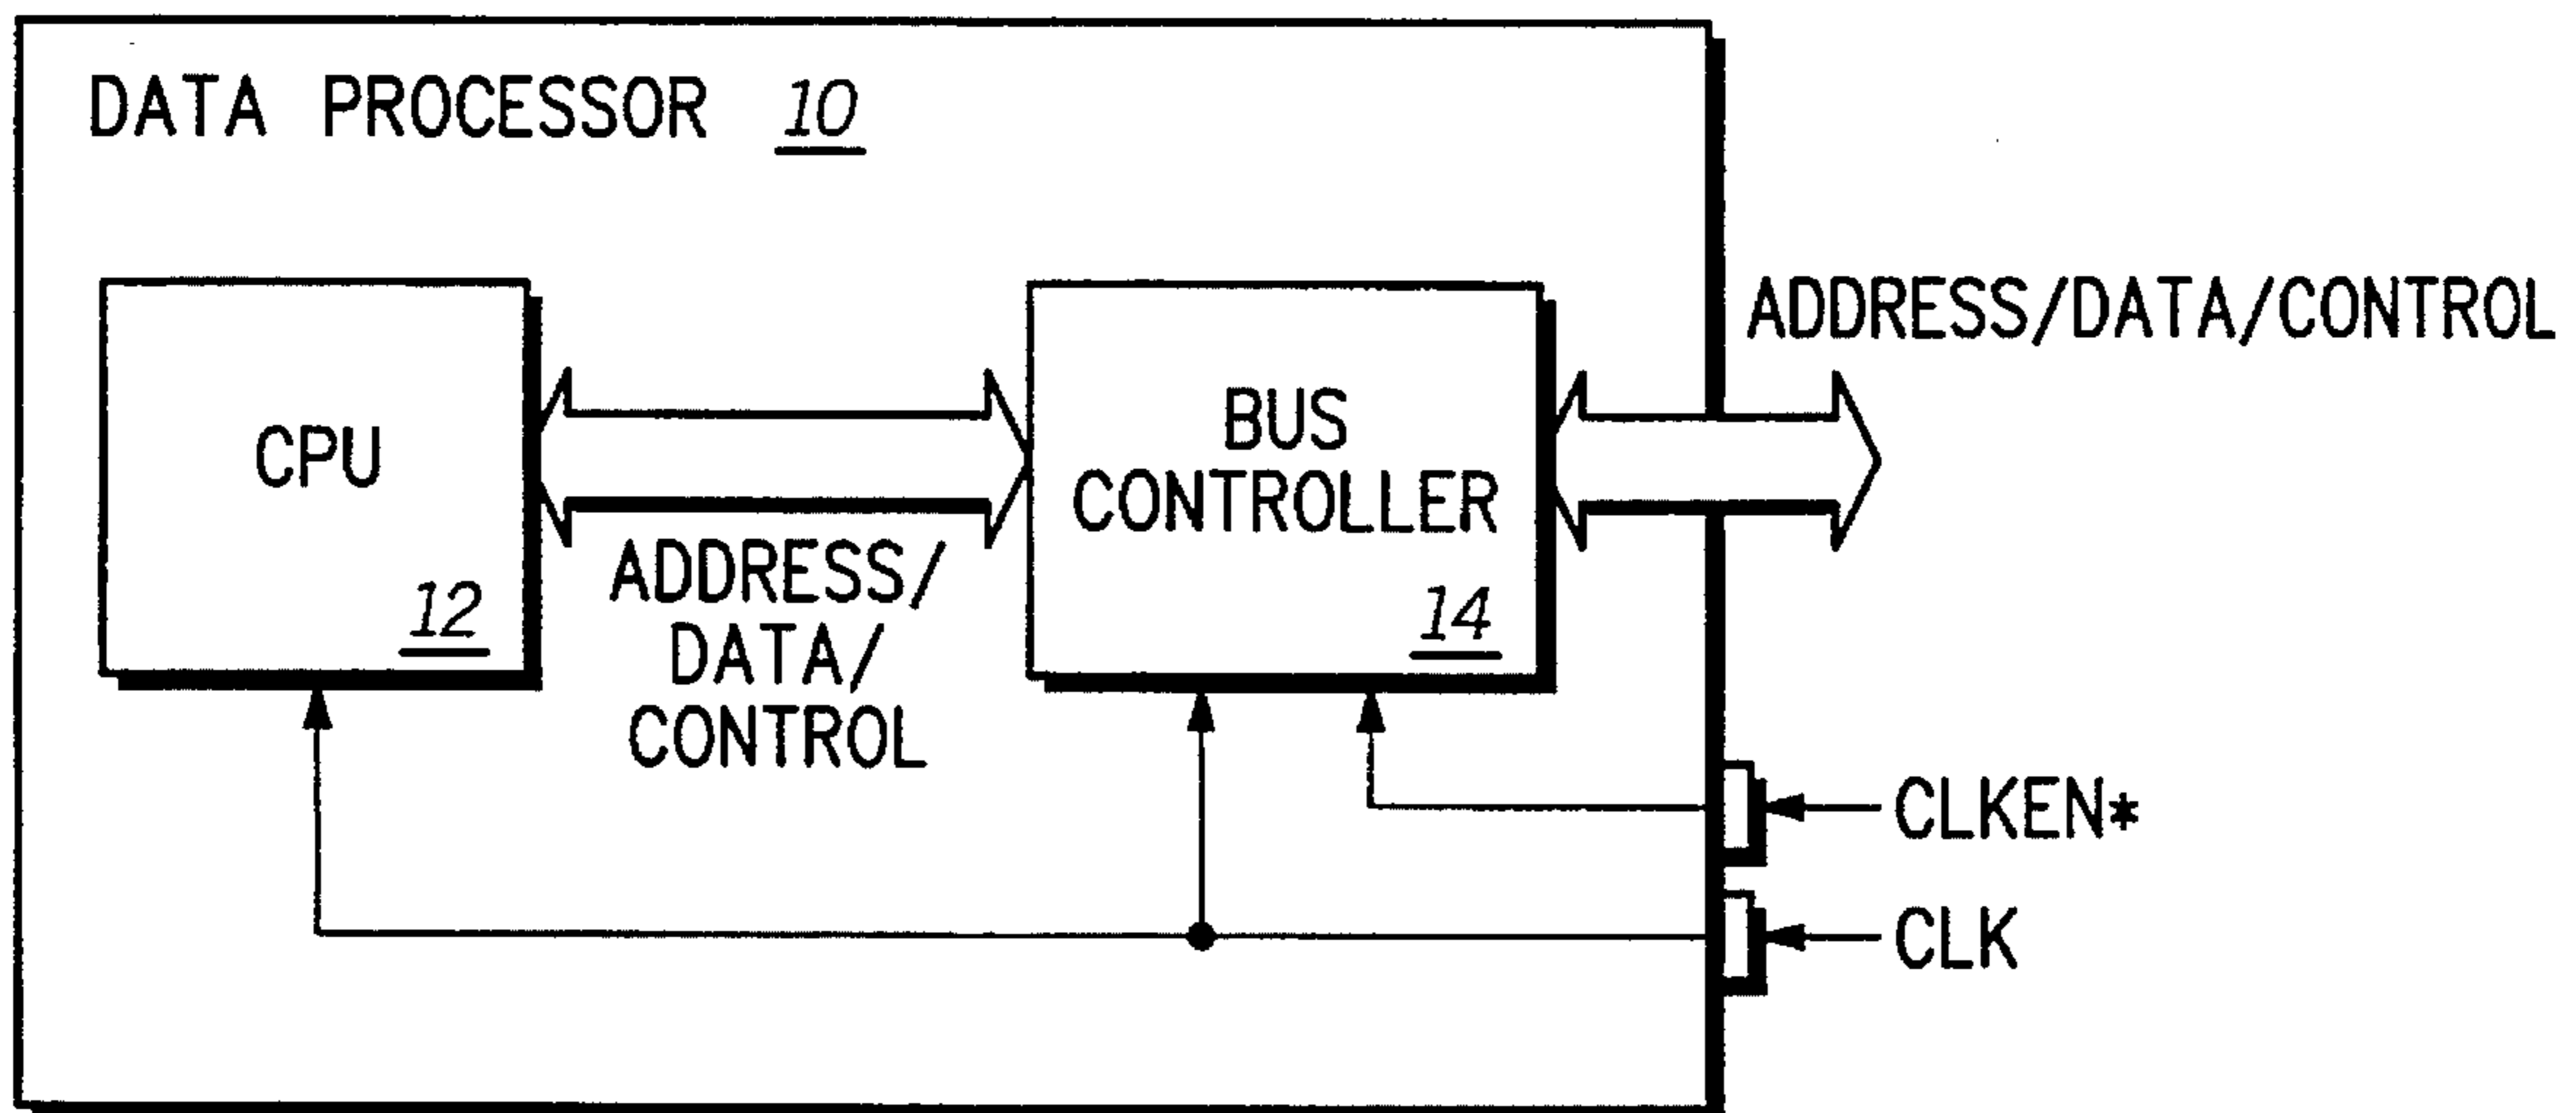 DATA PROCESSOR 10
ADDRESS/DATA/CONTROL
CPU
12
BUS
CONTROLLER
14
ADDRESS/
DATA/
CONTROL
CLKEN*
CLK